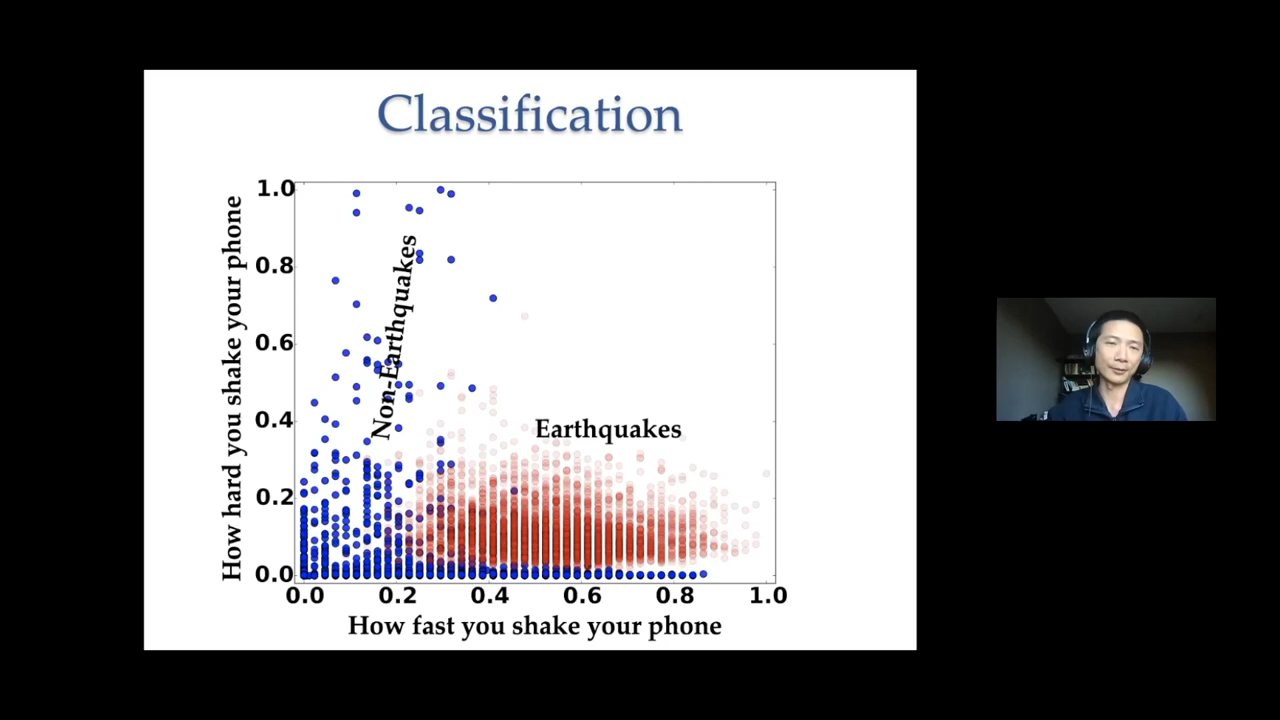 Classification
How hard you shake your phone
1.0
0.8
0.6
0.4
0.2
0.0
Non-Earthquakes
Earthquakes
0.0 0.2 0.4 0.6 0.8 1.0
How fast you shake your phone